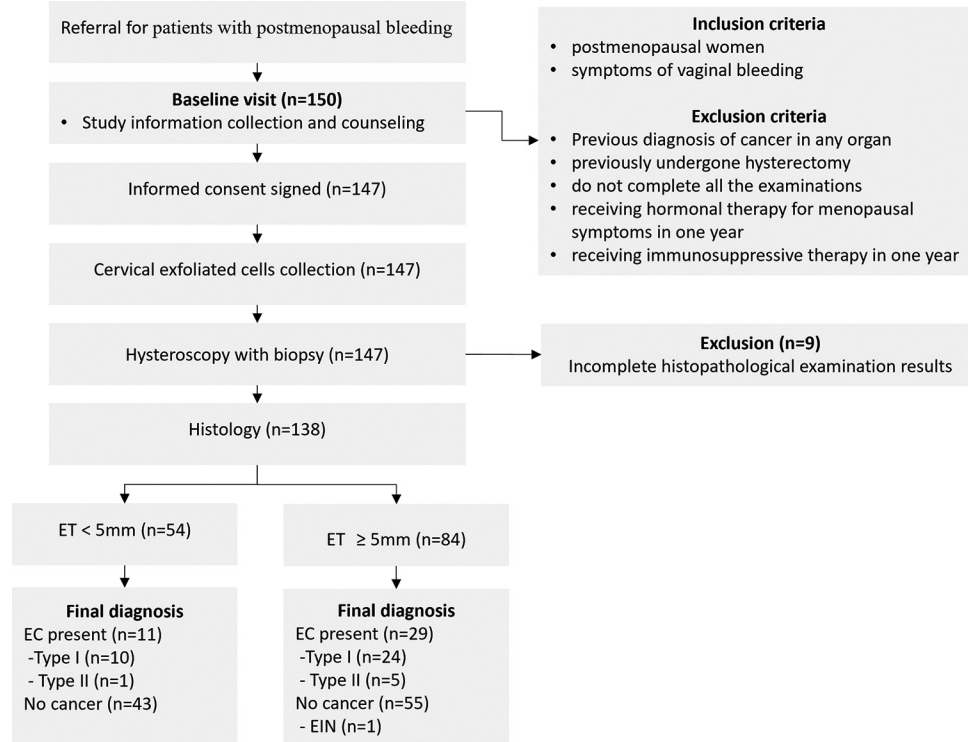 Referral for patients with postmenopausal bleeding
Baseline visit (n=150)
• Study information collection and counseling
Informed consent signed (n=147)
Cervical exfoliated cells collection (n=147)
Hysteroscopy with biopsy (n=147)
Histology (n=138)
Inclusion criteria
• postmenopausal women
• symptoms of vaginal bleeding
Exclusion criteria
• Previous diagnosis of cancer in any organ
• previously undergone hysterectomy
• do not complete all the examinations
• receiving hormonal therapy for menopausal
symptoms in one year
• receiving immunosuppressive therapy in one year
Exclusion (n=9)
Incomplete histopathological examination results
ET < 5mm (n=54)
Final diagnosis
EC present (n=11)
-Type I (n=10)
- Type II (n=1)
No cancer (n=43)
ET ≥ 5mm (n=84)
Final diagnosis
EC present (n=29)
-Type I (n=24)
- Type II (n=5)
No cancer (n=55)
- EIN (n=1)